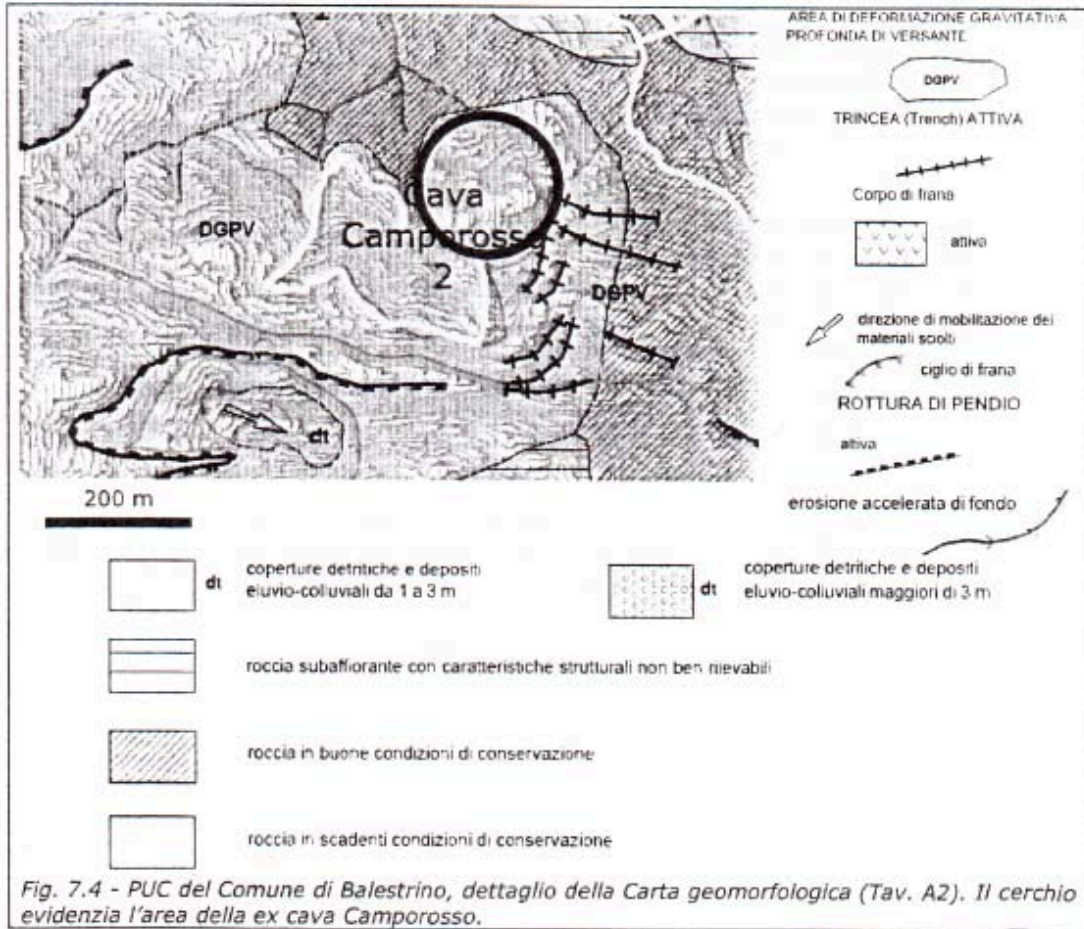 AREA DI DEFORMAZIONE GRAVITATIVA
PROFONDA DI VERSANTE
DGPV
TRINCEA (Trench) ATTIVA
Corpo di frana
attiva
direzione di mobilitazione dei
materiali sciolti
ciglio di frana
ROTTURA DI PENDIO
attiva
erosione accelerata di fondo
DGPV
Cava
Camporosso
2
DGPV
dt
200 m
dt
coperture detritiche e depositi
eluvio-colluviali da 1 a 3 m
dt
coperture detritiche e depositi
eluvio-colluviali maggiori di 3 m
roccia subaffiorante con caratteristiche strutturali non ben rilevabili
roccia in buone condizioni di conservazione
roccia in scadenti condizioni di conservazione
Fig. 7.4 - PUC del Comune di Balestrino, dettaglio della Carta geomorfologica (Tav. A2). Il cerchio
evidenzia l'area della ex cava Camporosso.